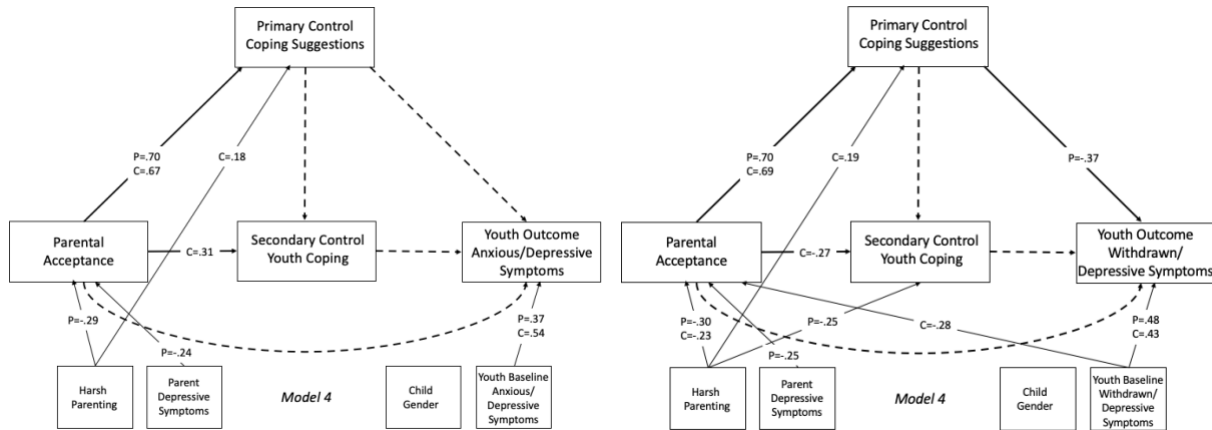 Primary Control
Coping Suggestions
P=.70
C=.67
C=.18
Parental
Acceptance
C=.31
Secondary Control
Youth Coping
Youth Outcome
Anxious/Depressive
Symptoms
P=-.29
P=-.24
P=.37
C=.54
Harsh
Parenting
Parent
Depressive
Symptoms
Model 4
Child
Gender
Youth Baseline
Anxious/
Depressive
Symptoms
Primary Control
Coping Suggestions
P=.70
C=.69
C=.19
P=-.37
Parental
Acceptance
C=-.27
Secondary Control
Youth Coping
Youth Outcome
Withdrawn/
Depressive Symptoms
P=-.30
C=-.23
P=-.25
P=-.25
C=-.28
P=.48
C=.43
Harsh
Parenting
Parent
Depressive
Symptoms
Model 4
Child
Gender
Youth Baseline
Withdrawn/
Depressive
Symptoms